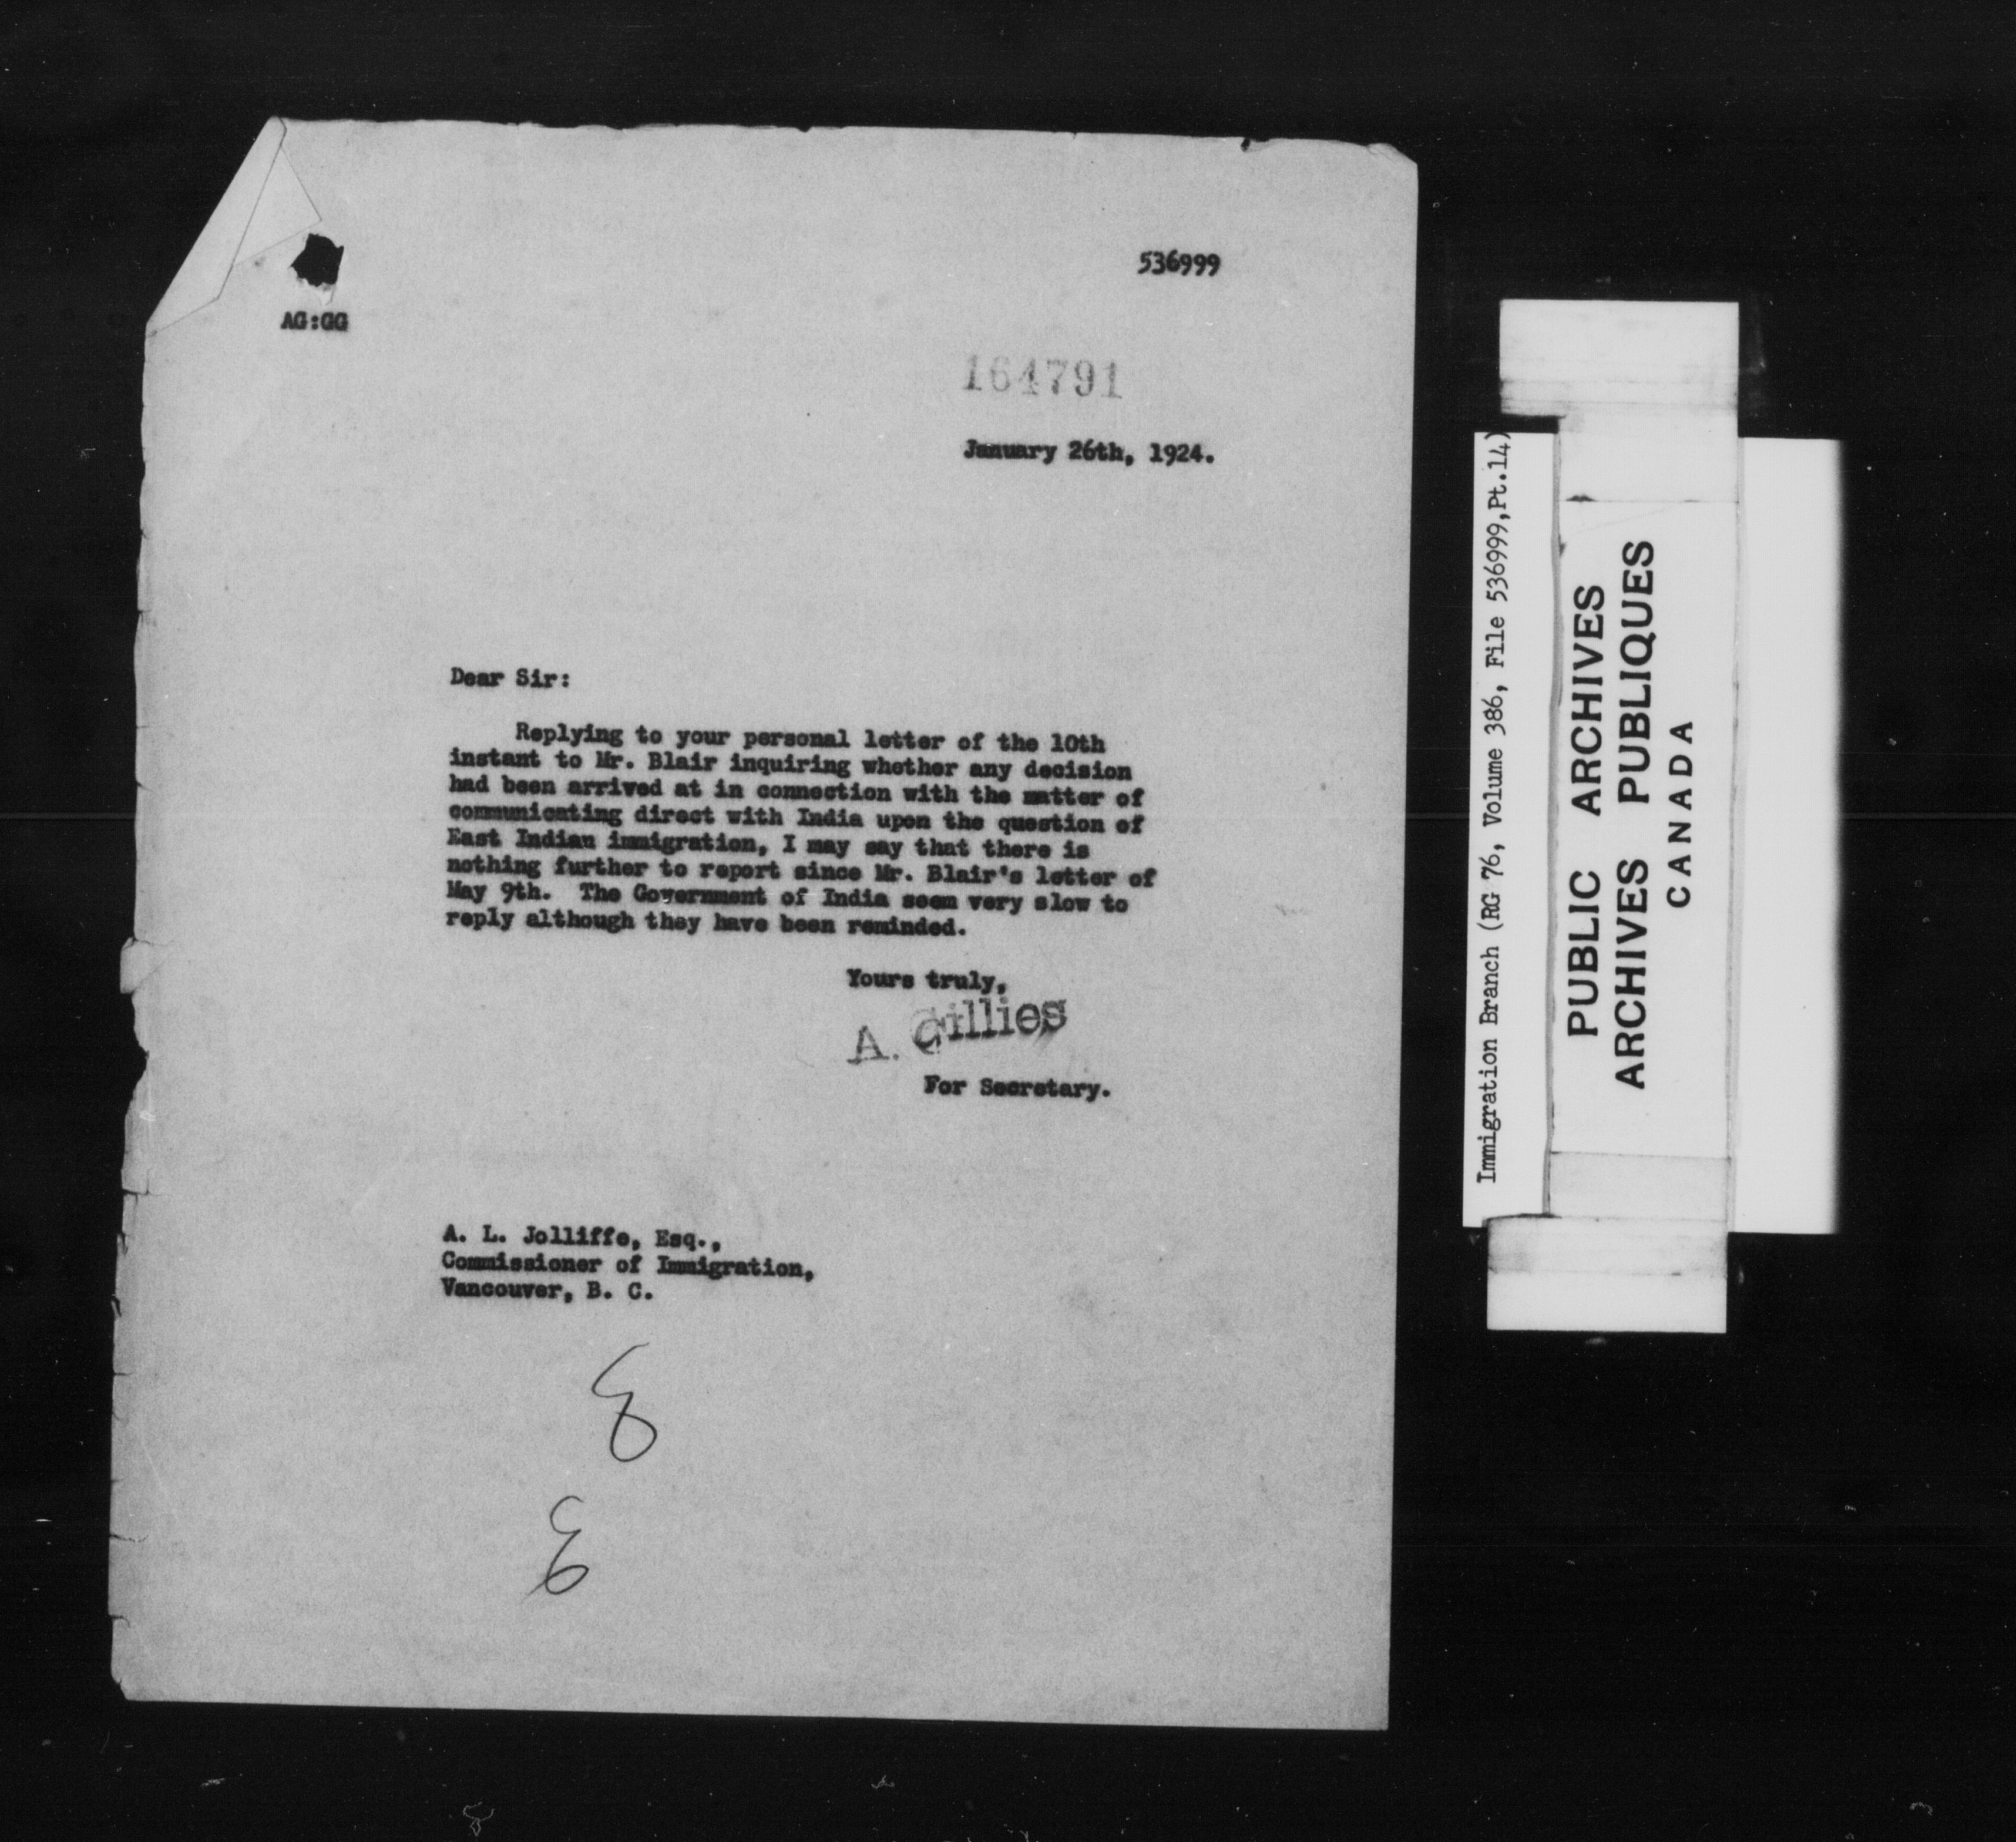 536999
AG:GG
164791
January 26th, 1924.
Dear Sir:
Replying to your personal letter of the 10th
instant to Mr. Blair inquiring whether any decision
had been arrived at in connection with the matter of
communicating direct with India upon the question of
East Indian immigration, I may say that there is
nothing further to report since Mr. Blair's letter of
May 9th. The Government of India seem very slow to
reply although they have been reminded.
Yours truly,
A. Gillies
For Secretary.
A. L. Jolliffe, Esq.,
Commissioner of Immigration,
Vancouver, B. C.
Immigration Branch (RG 76, Volume 386, File 536999,Pt.14)
PUBLIC ARCHIVES
ARCHIVES PUBLIQUES
CANADA